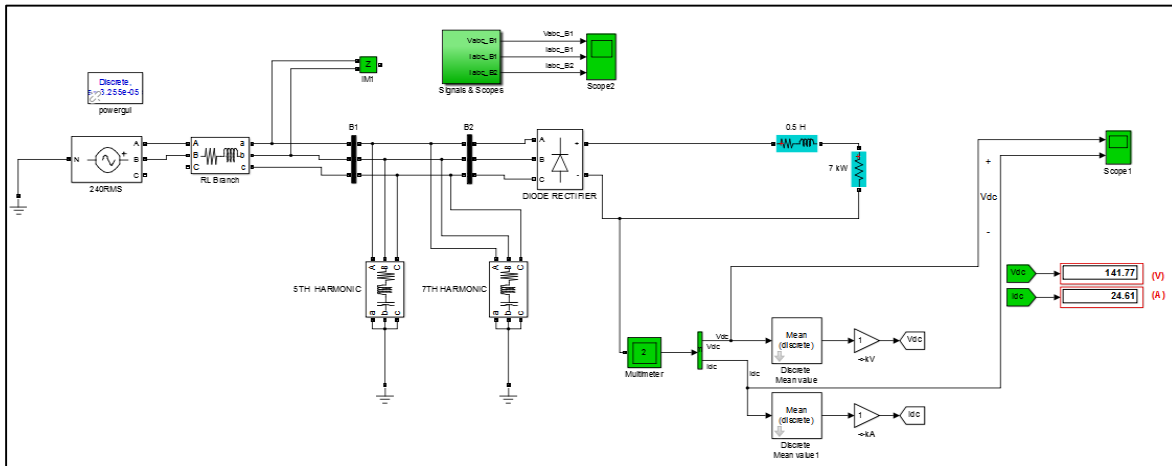 Discrete,
s = 3.255e-05
powergui
N
A
B
C
240RMS
A
B
C
a
b
c
RL Branch
Z
IM1
Vabc_B1
Iabc_B1
Iabc_B2
Signals & Scopes
Vabc_B1
Iabc_B1
Iabc_B2
Scope2
B1
B2
A
B
C
+
-
DIODE RECTIFIER
0.5 H
7 kW
+
Vdc
-
Scope1
5TH HARMONIC
A
B
C
a
b
c
7TH HARMONIC
A
B
C
a
b
c
Vdc
141.77
(V)
Idc
24.61
(A)
2
Multimeter
Vdc
Vdc
Idc
Idc
Mean
(discrete)
Discrete
Mean value
1
->kV
Vdc
Mean
(discrete)
Discrete
Mean value1
1
->kA
Idc